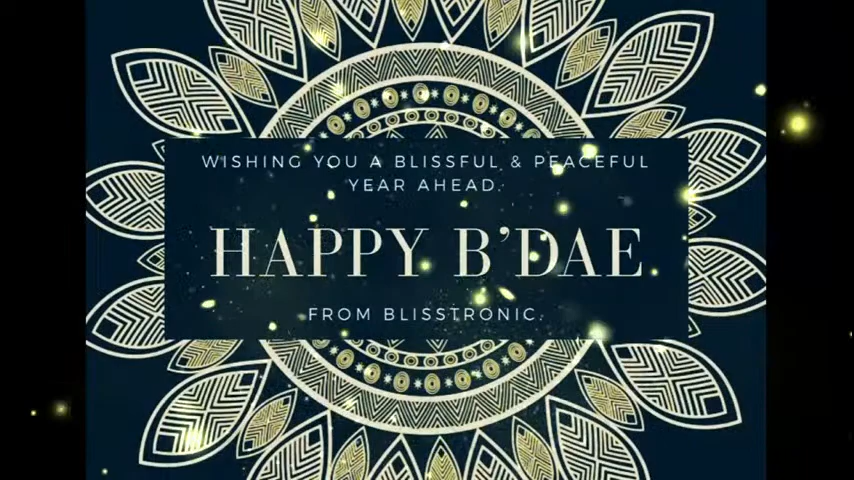 WISHING YOU A BLISSFUL & PEACEFUL
YEAR AHEAD.
HAPPY B'DAE
FROM BLISSTRONIC.